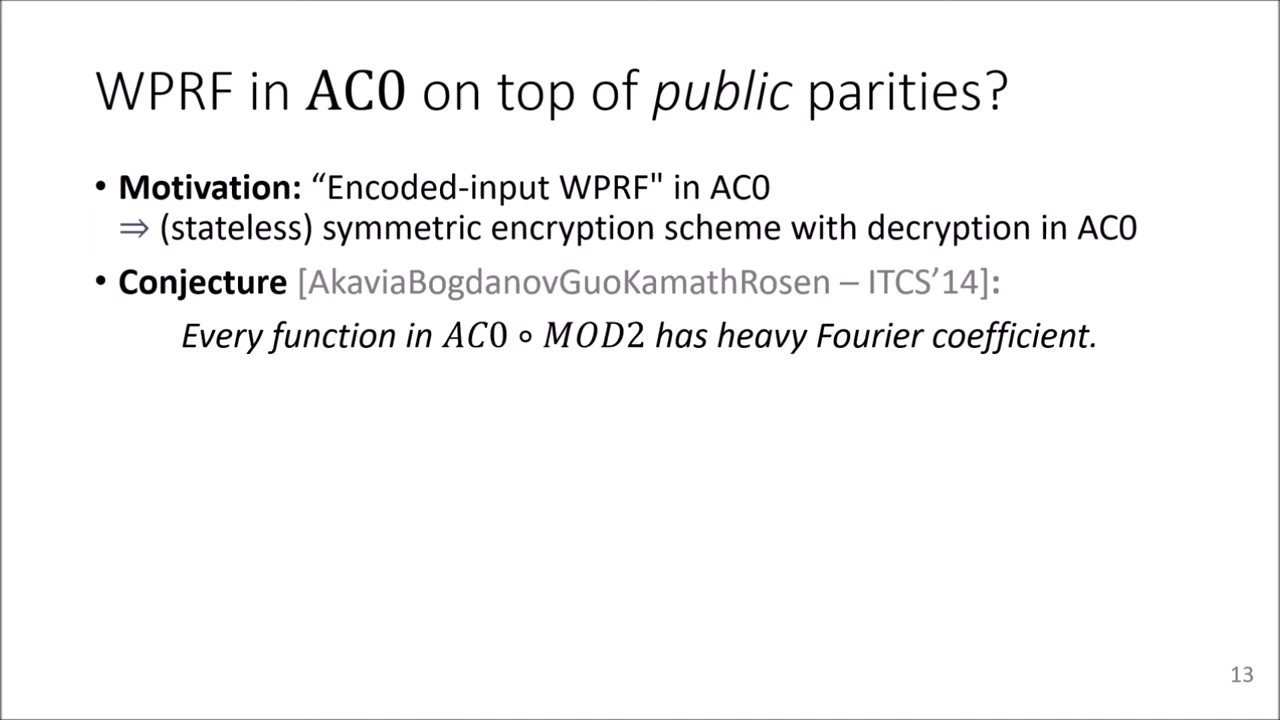 WPRF in AC0 on top of public parities?
• Motivation: “Encoded-input WPRF" in AC0
⇒ (stateless) symmetric encryption scheme with decryption in AC0
• Conjecture [AkaviaBogdanovGuoKamathRosen – ITCS’14]:
Every function in AC0 ∘ MOD2 has heavy Fourier coefficient.
13